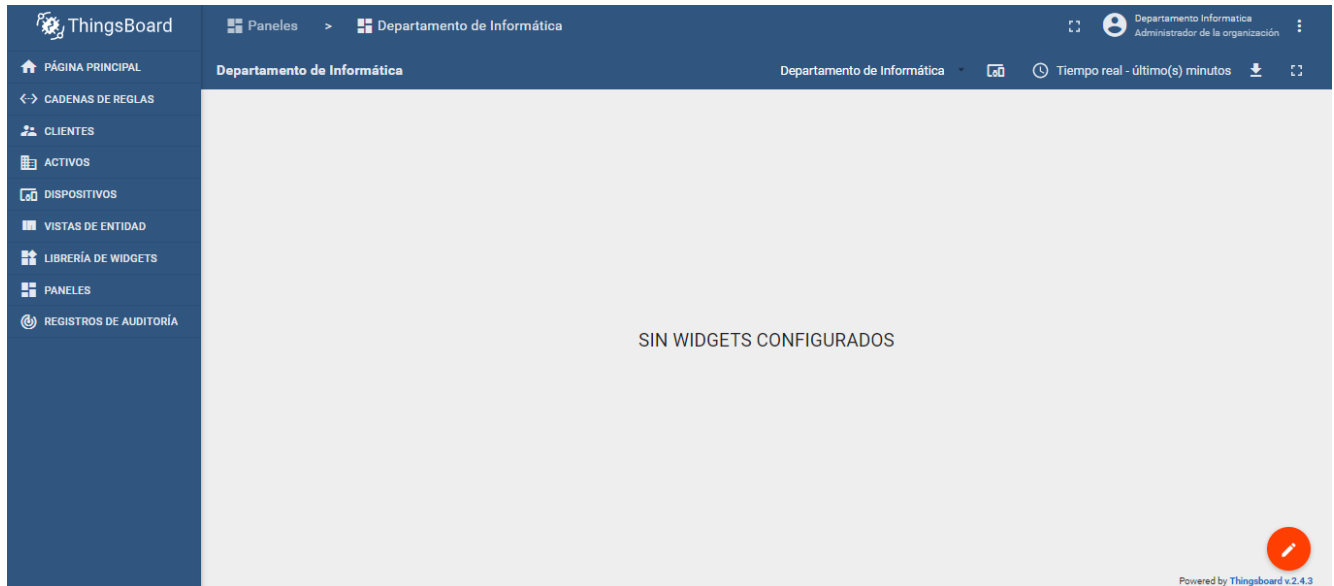 ThingsBoard
Paneles > Departamento de Informática
Departamento Informatica
Administrador de la organización
Departamento de Informática
Departamento de Informática
Tiempo real - último(s) minutos
PÁGINA PRINCIPAL
CADENAS DE REGLAS
CLIENTES
ACTIVOS
DISPOSITIVOS
VISTAS DE ENTIDAD
LIBRERÍA DE WIDGETS
PANELES
REGISTROS DE AUDITORÍA
SIN WIDGETS CONFIGURADOS
Powered by Thingsboard v.2.4.3